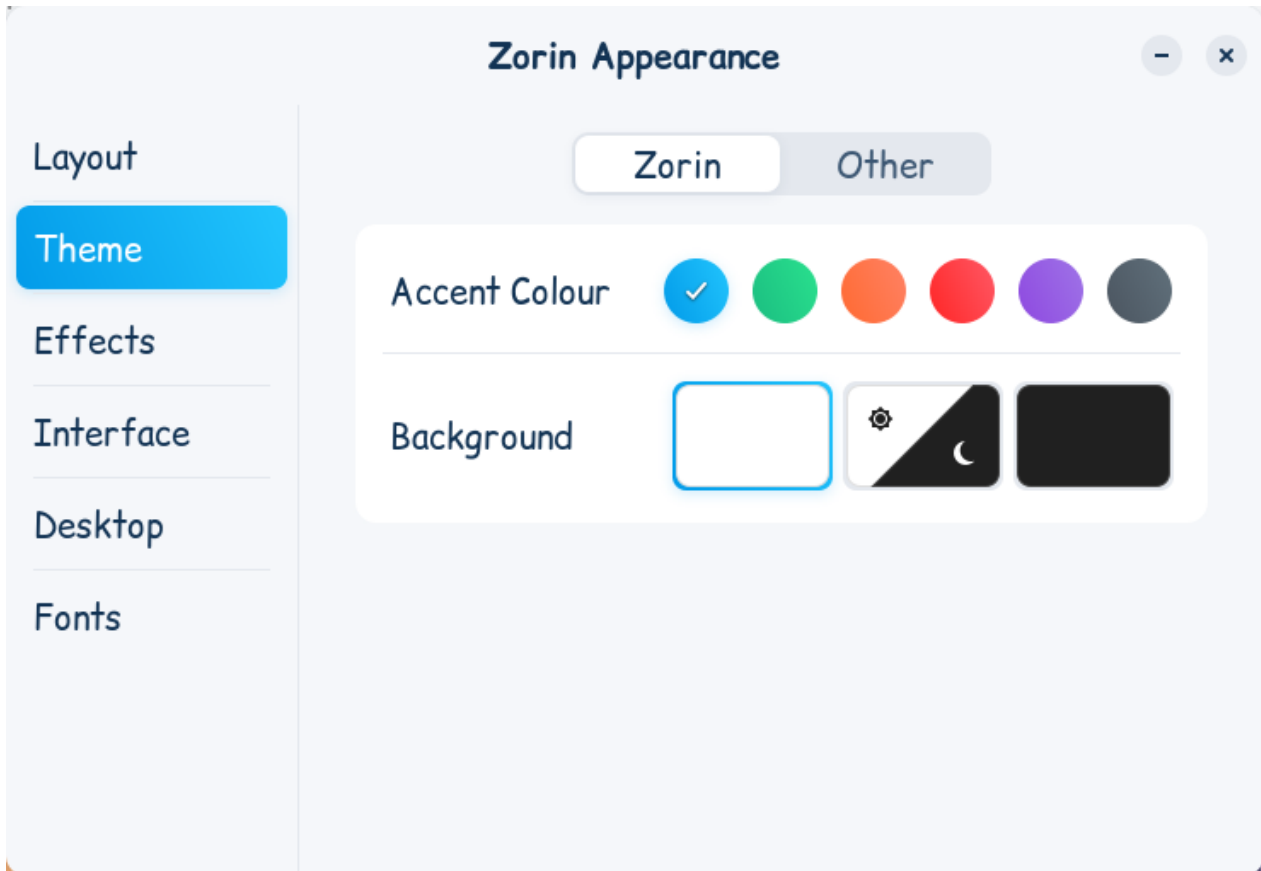 Zorin Appearance
Layout
Theme
Effects
Interface
Desktop
Fonts
Zorin
Other
Accent Colour
Background